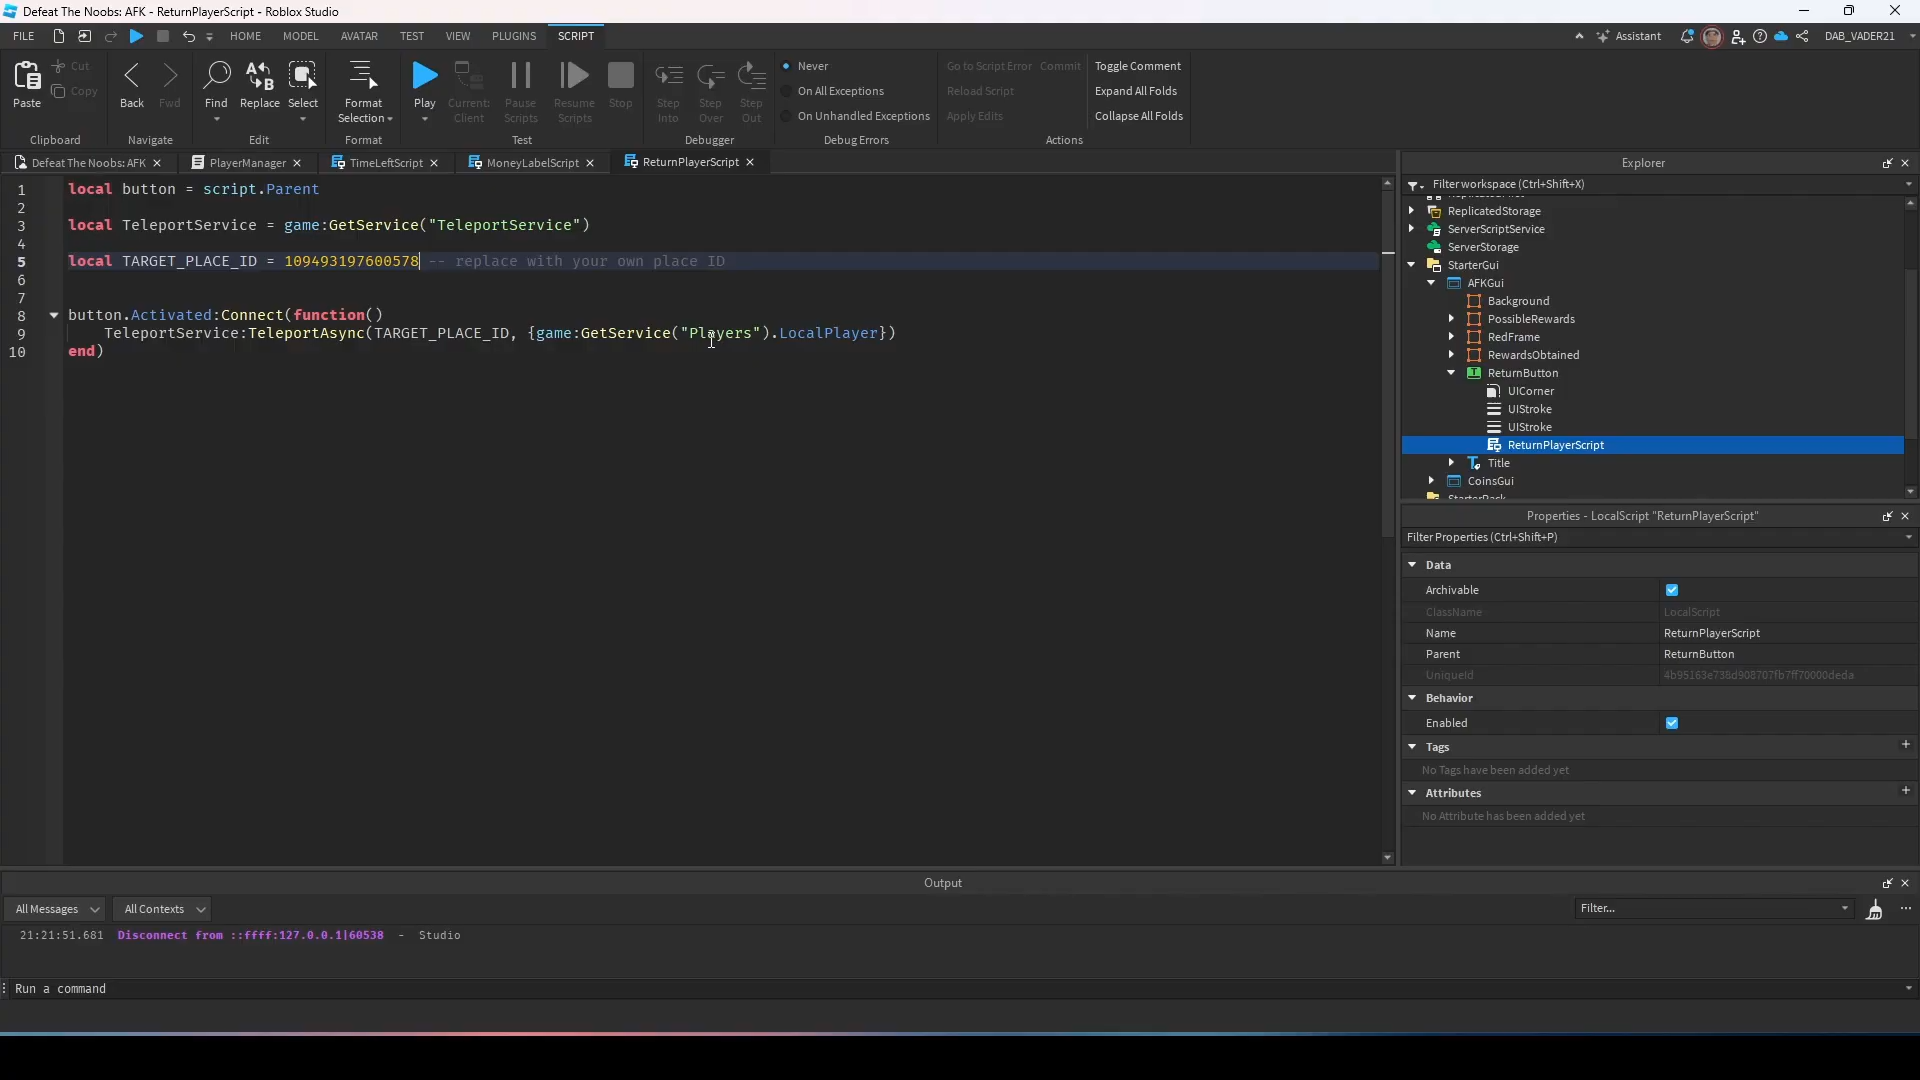 Defeat The Noobs: AFK - ReturnPlayerScript - Roblox Studio
FILE HOME MODEL AVATAR TEST VIEW PLUGINS SCRIPT Assistant DAB_VADER21
Paste Cut Copy
Clipboard
Back Fwd
Navigate
Find Replace Select
Edit
Format Selection
Format
Play Current: Client Pause Scripts Resume Scripts Stop
Test
Step Into Step Over Step Out
Debugger
Never
On All Exceptions
On Unhandled Exceptions
Debug Errors
Go to Script Error Commit
Reload Script
Apply Edits
Toggle Comment
Expand All Folds
Collapse All Folds
Actions
Defeat The Noobs: AFK PlayerManager TimeLeftScript MoneyLabelScript ReturnPlayerScript
1 local button = script.Parent
2
3 local TeleportService = game:GetService("TeleportService")
4
5 local TARGET_PLACE_ID = 109493197600578 -- replace with your own place ID
6
7
8 button.Activated:Connect(function()
9 TeleportService:TeleportAsync(TARGET_PLACE_ID, {game:GetService("Players").LocalPlayer})
10 end)
Explorer
Filter workspace (Ctrl+Shift+X)
ReplicatedStorage
ServerScriptService
ServerStorage
StarterGui
AFKGui
Background
PossibleRewards
RedFrame
RewardsObtained
ReturnButton
UICorner
UIStroke
UIStroke
ReturnPlayerScript
Title
CoinsGui
StarterPack
Properties - LocalScript "ReturnPlayerScript"
Filter Properties (Ctrl+Shift+P)
Data
Archivable
ClassName LocalScript
Name ReturnPlayerScript
Parent ReturnButton
UniqueId
Behavior
Enabled
Tags
No Tags have been added yet
Attributes
No Attribute has been added yet
Output
All Messages All Contexts Filter...
21:21:51.681 Disconnect from ::ffff:127.0.0.1|60538 - Studio
Run a command